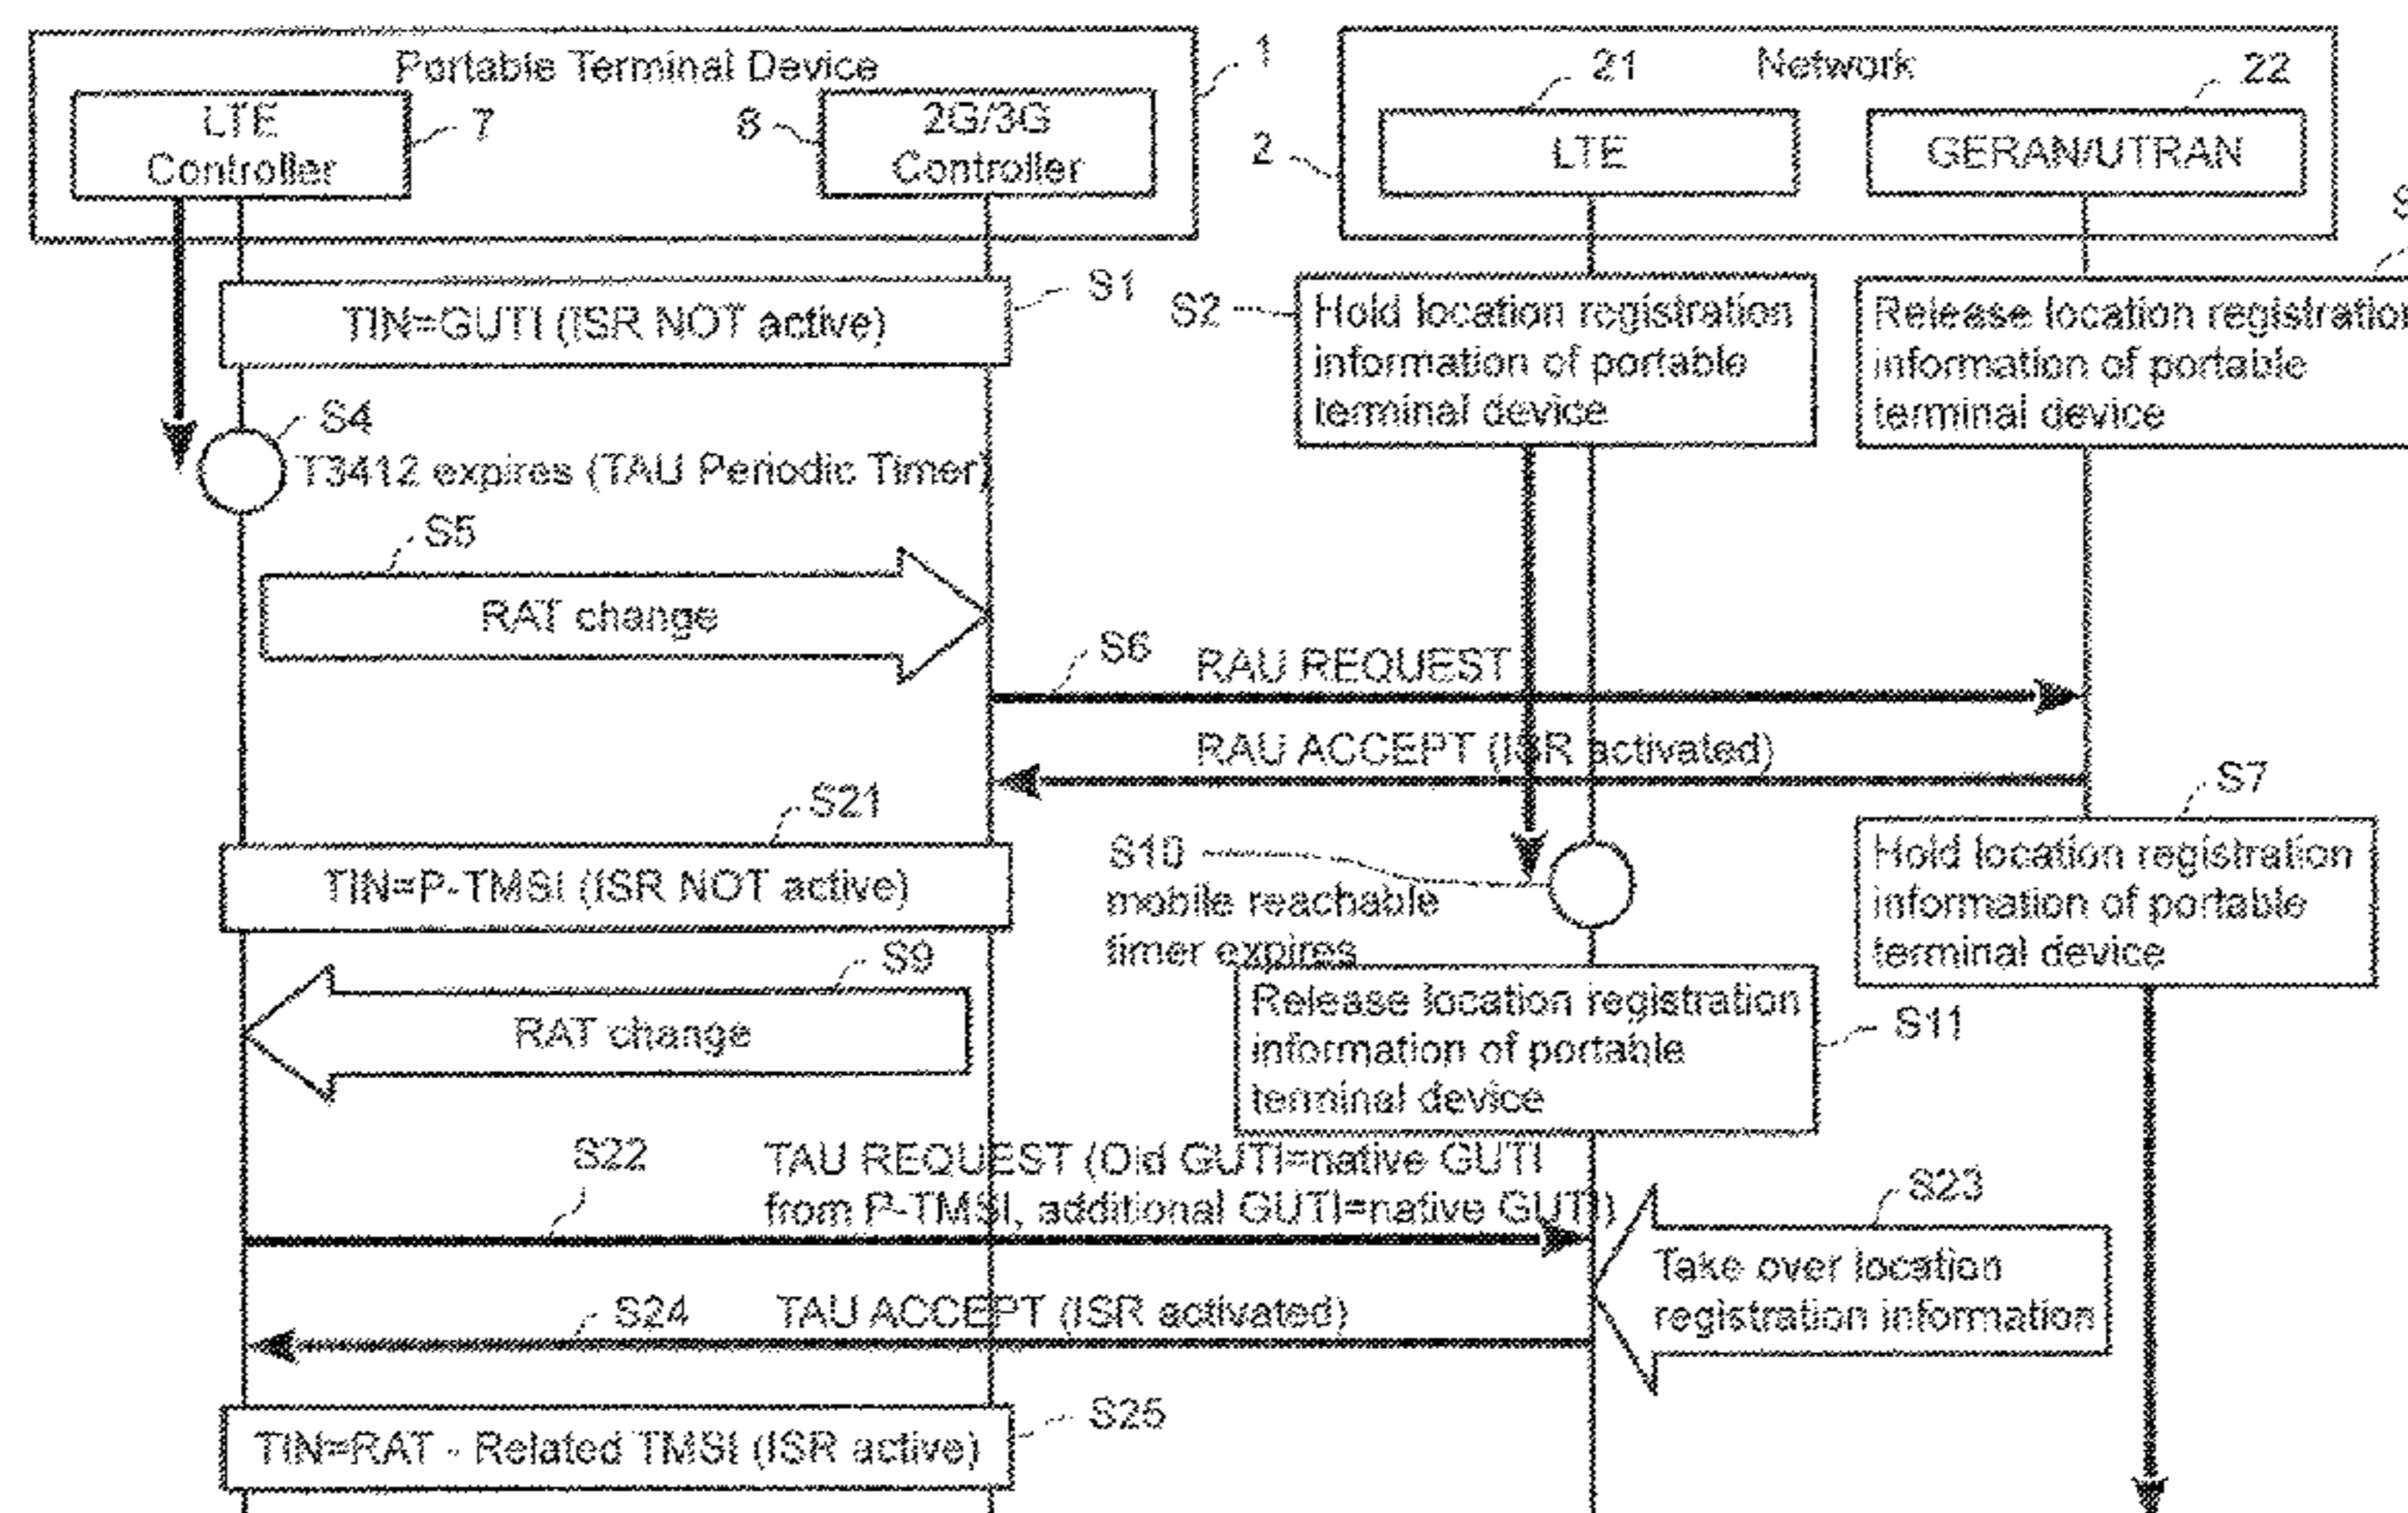 Portable Terminal Device
1
LTE
Controller
7
8
2G/3G
Controller
Network
21
22
2
LTE
GERAN/UTRAN
S
TIN=GUTI (ISR NOT active)
S1
S2
Hold location registration
information of portable
terminal device
Release location registration
information of portable
terminal device
S4
T3412 expires (TAU Periodic Timer)
S5
RAT change
S6
RAU REQUEST
RAU ACCEPT (ISR activated)
S21
TIN=P-TMSI (ISR NOT active)
S7
Hold location registration
information of portable
terminal device
S10
mobile reachable
timer expires
S9
RAT change
Release location registration
information of portable
terminal device
S11
S22
TAU REQUEST (Old GUTI=native GUTI
from P-TMSI, additional GUTI=native GUTI)
S23
Take over location
registration information
S24
TAU ACCEPT (ISR activated)
S25
TIN=RAT - Related TMSI (ISR active)